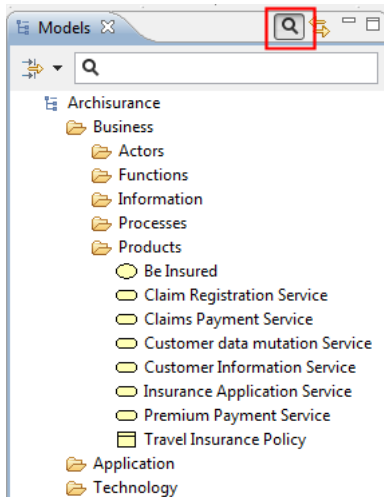 Models
Archisurance
Business
Actors
Functions
Information
Processes
Products
Be Insured
Claim Registration Service
Claims Payment Service
Customer data mutation Service
Customer Information Service
Insurance Application Service
Premium Payment Service
Travel Insurance Policy
Application
Technology